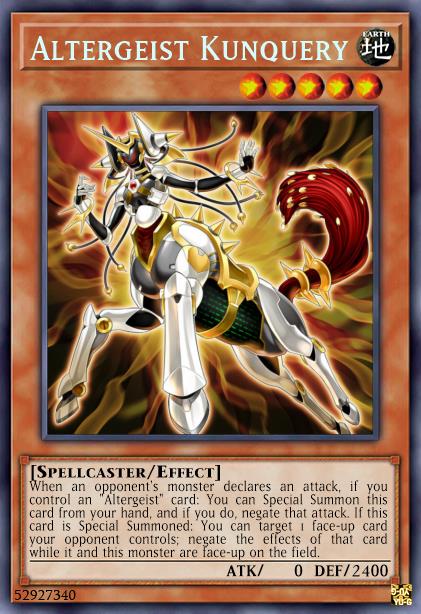 ALTERGEIST KUNQUERY
EARTH
地
[SPELLCASTER/EFFECT]
When an opponent's monster declares an attack, if you
control an "Altergeist" card: You can Special Summon this
card from your hand, and if you do, negate that attack. If this
card is Special Summoned: You can target 1 face-up card
your opponent controls; negate the effects of that card
while it and this monster are face-up on the field.
ATK/ 0 DEF/2400
52927340